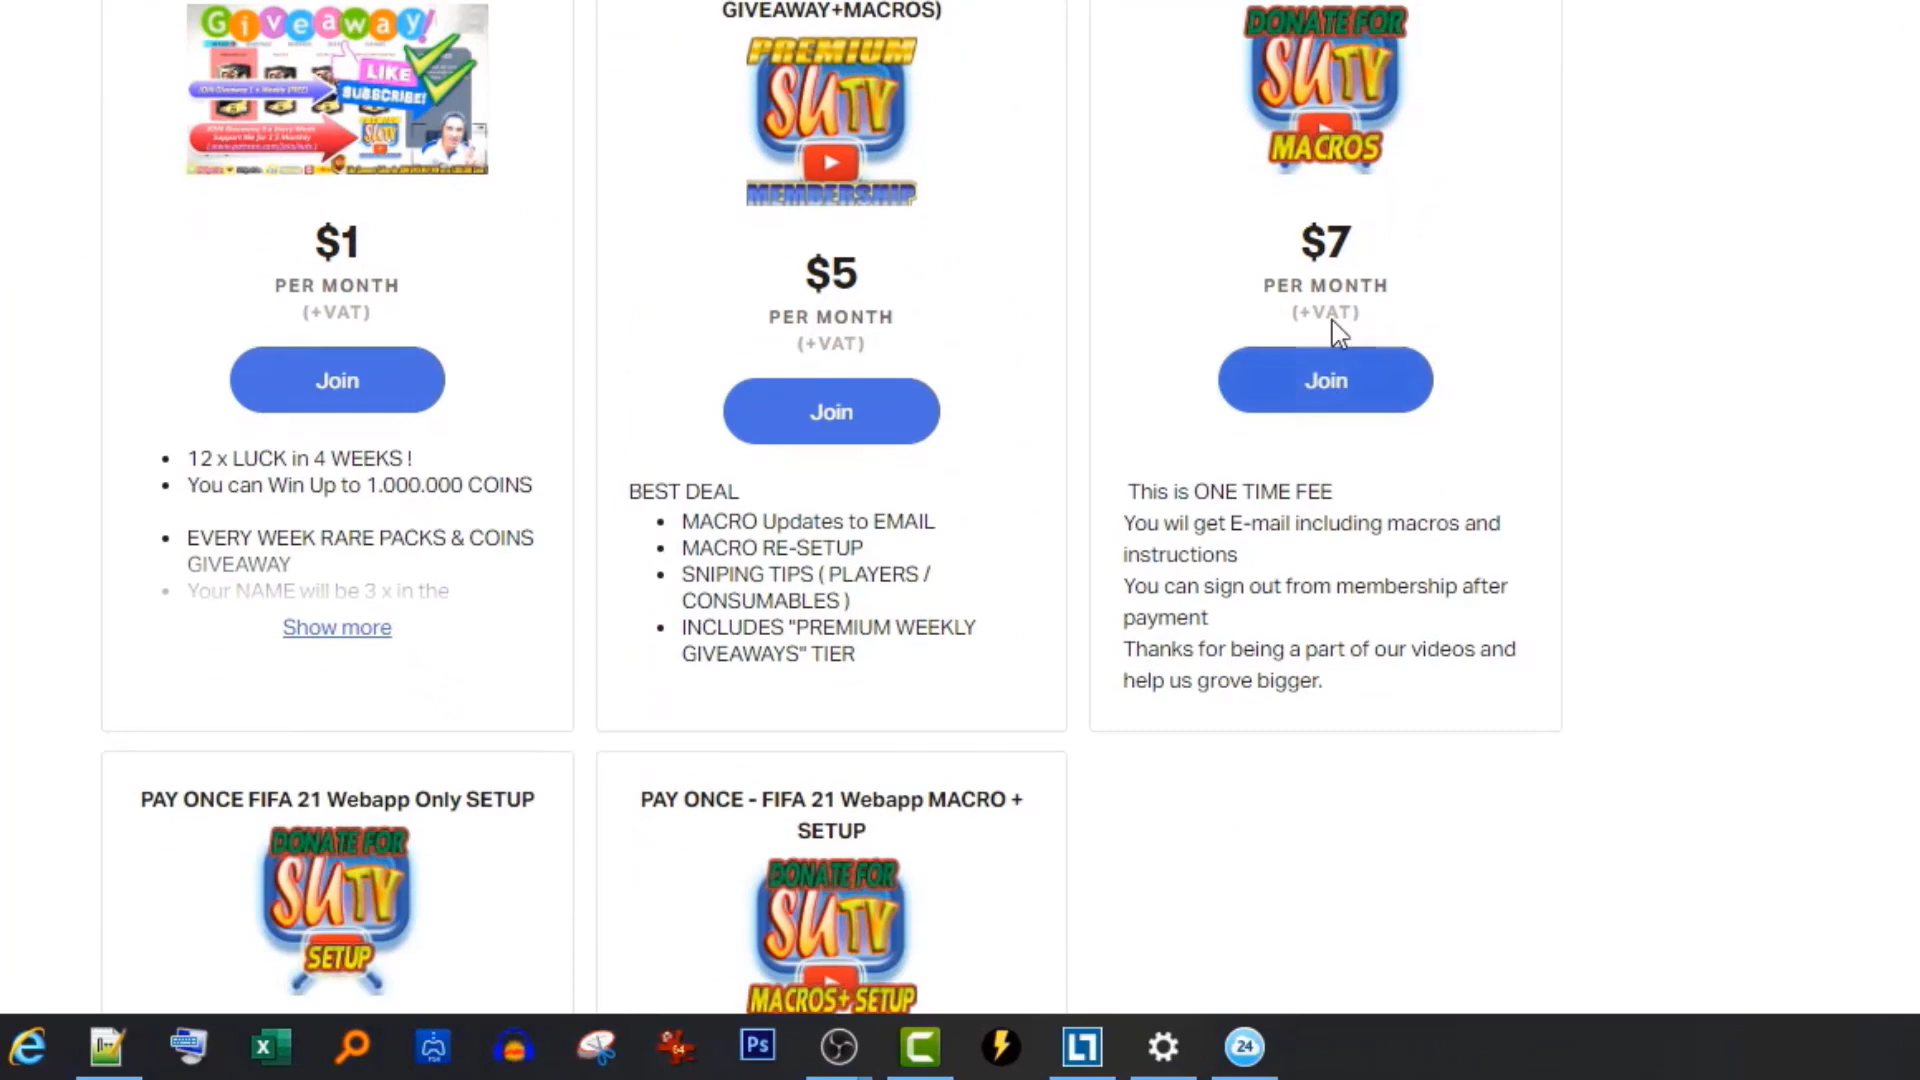 Giveaway!
LIKE
SUBSCRIBE!
JOIN Giveaway 1 x Weekly (FREE)
SUTV
$1
PER MONTH
(+VAT)
Join
12 x LUCK in 4 WEEKS !
You can Win Up to 1.000.000 COINS
EVERY WEEK RARE PACKS & COINS
GIVEAWAY
Your NAME will be 3 x in the
Show more
GIVEAWAY+MACROS)
PREMIUM
SUTV
MEMBERSHIP
$5
PER MONTH
(+VAT)
Join
BEST DEAL
MACRO Updates to EMAIL
MACRO RE-SETUP
SNIPING TIPS ( PLAYERS /
CONSUMABLES )
INCLUDES "PREMIUM WEEKLY
GIVEAWAYS" TIER
DONATE FOR
SUTV
MACROS
$7
PER MONTH
(+VAT)
Join
This is ONE TIME FEE
You wil get E-mail including macros and
instructions
You can sign out from membership after
payment
Thanks for being a part of our videos and
help us grove bigger.
PAY ONCE FIFA 21 Webapp Only SETUP
DONATE FOR
SUTV
SETUP
PAY ONCE - FIFA 21 Webapp MACRO +
SETUP
DONATE FOR
SUTV
MACROS+ SETUP
Ps
24